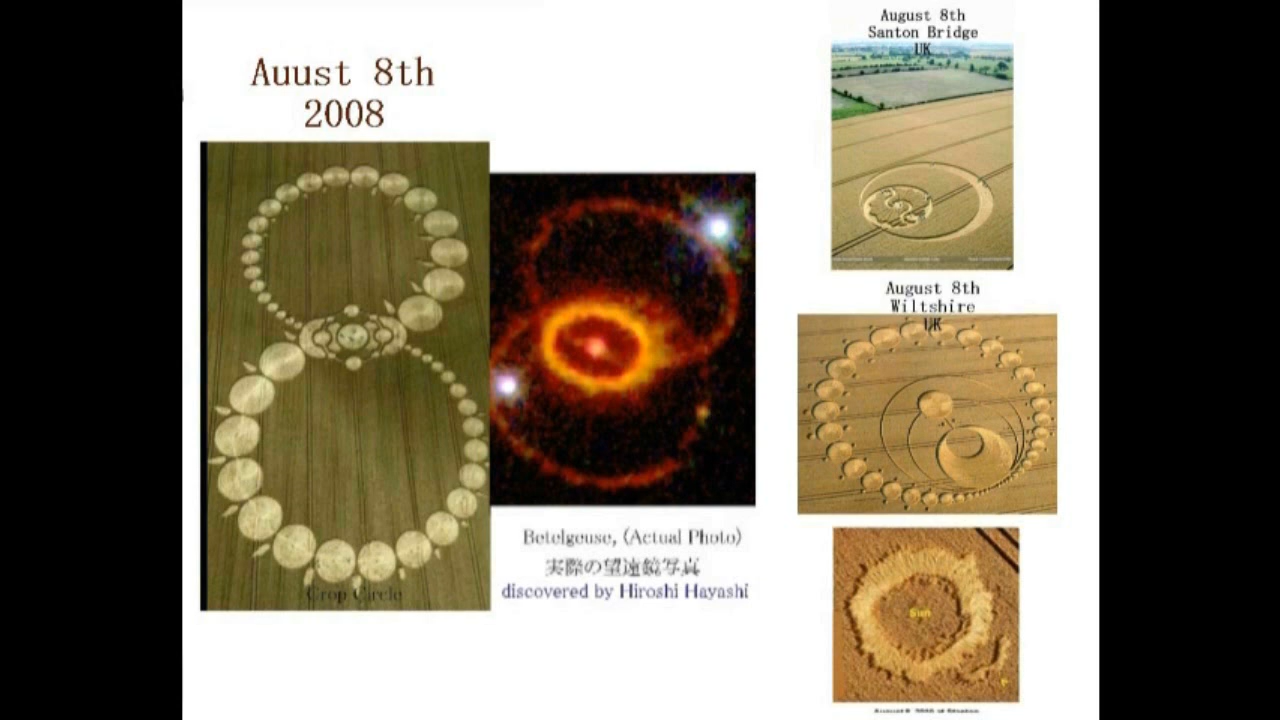 Auust 8th
2008
Crop Circle
Betelgeuse, (Actual Photo)
実際の望遠鏡写真
discovered by Hiroshi Hayashi
August 8th
Santon Bridge
UK
August 8th
Wiltshire
UK
Sun